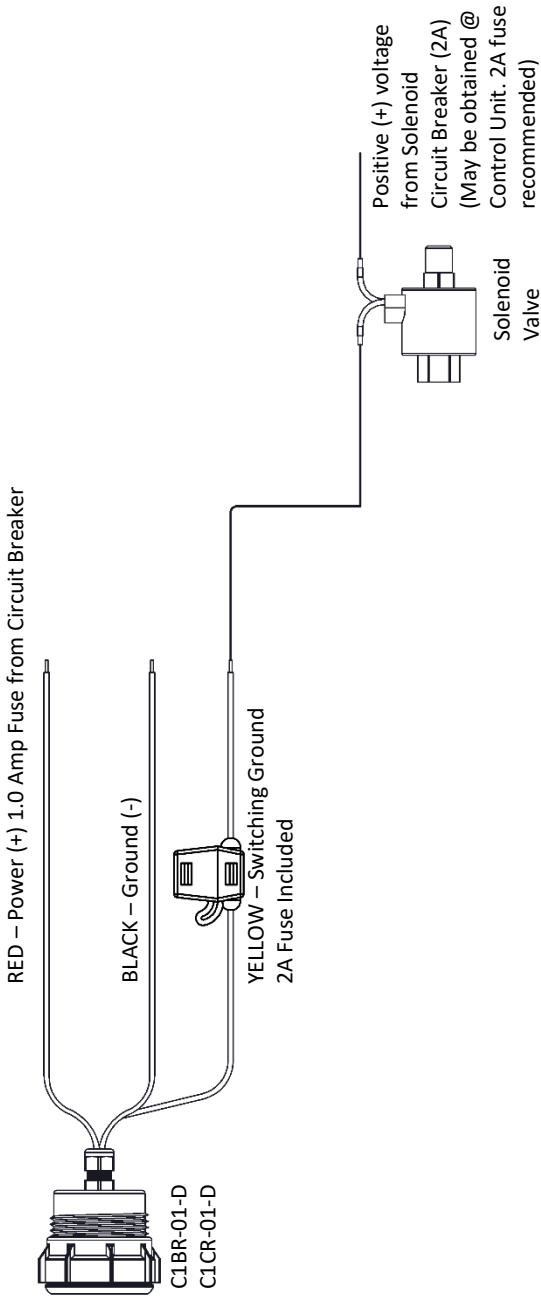 RED – Power (+) 1.0 Amp Fuse from Circuit Breaker
BLACK – Ground (-)
YELLOW – Switching Ground
2A Fuse Included
C1BR-01-D
C1CR-01-D
Positive (+) voltage
from Solenoid
Circuit Breaker (2A)
(May be obtained @
Control Unit. 2A fuse
recommended)
Solenoid
Valve